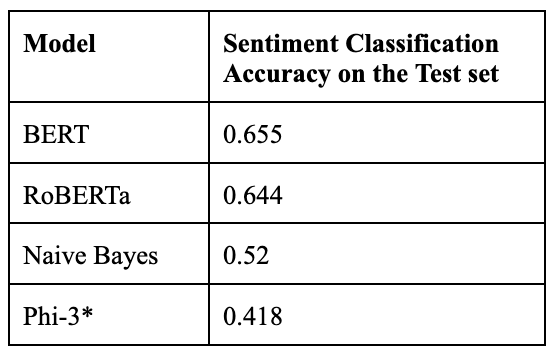 Model
Sentiment Classification
Accuracy on the Test set
BERT
0.655
RoBERTa
0.644
Naive Bayes
0.52
Phi-3*
0.418